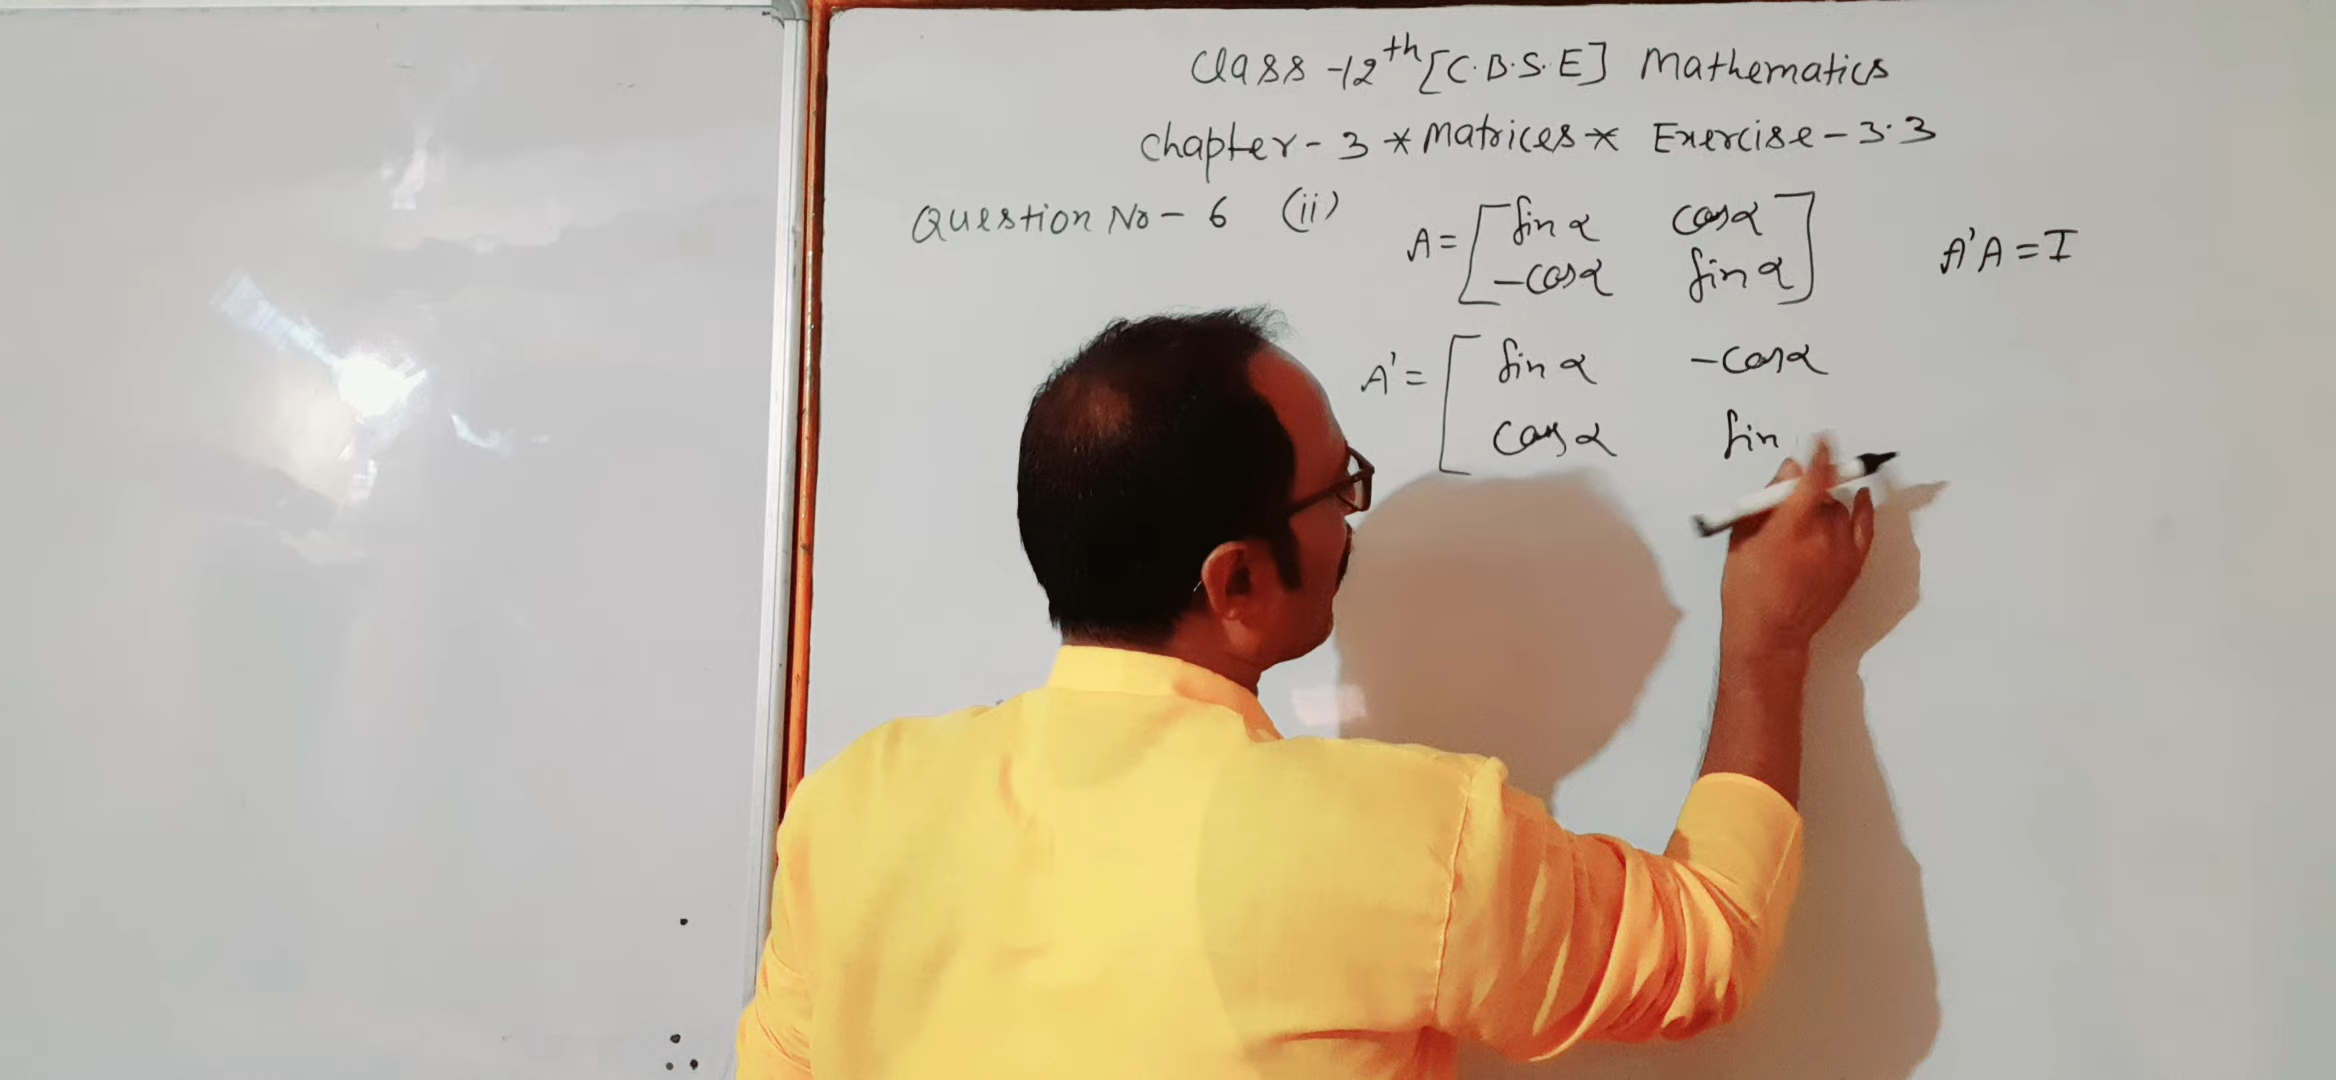 Class -12th [C.B.S.E] Mathematics
Chapter - 3 * Matrices * Exercise - 3.3
Question No - 6 (ii) A = [ sin α cos α
-cos α sin α ] A'A = I
A' = [ sin α -cos α
cos α sin